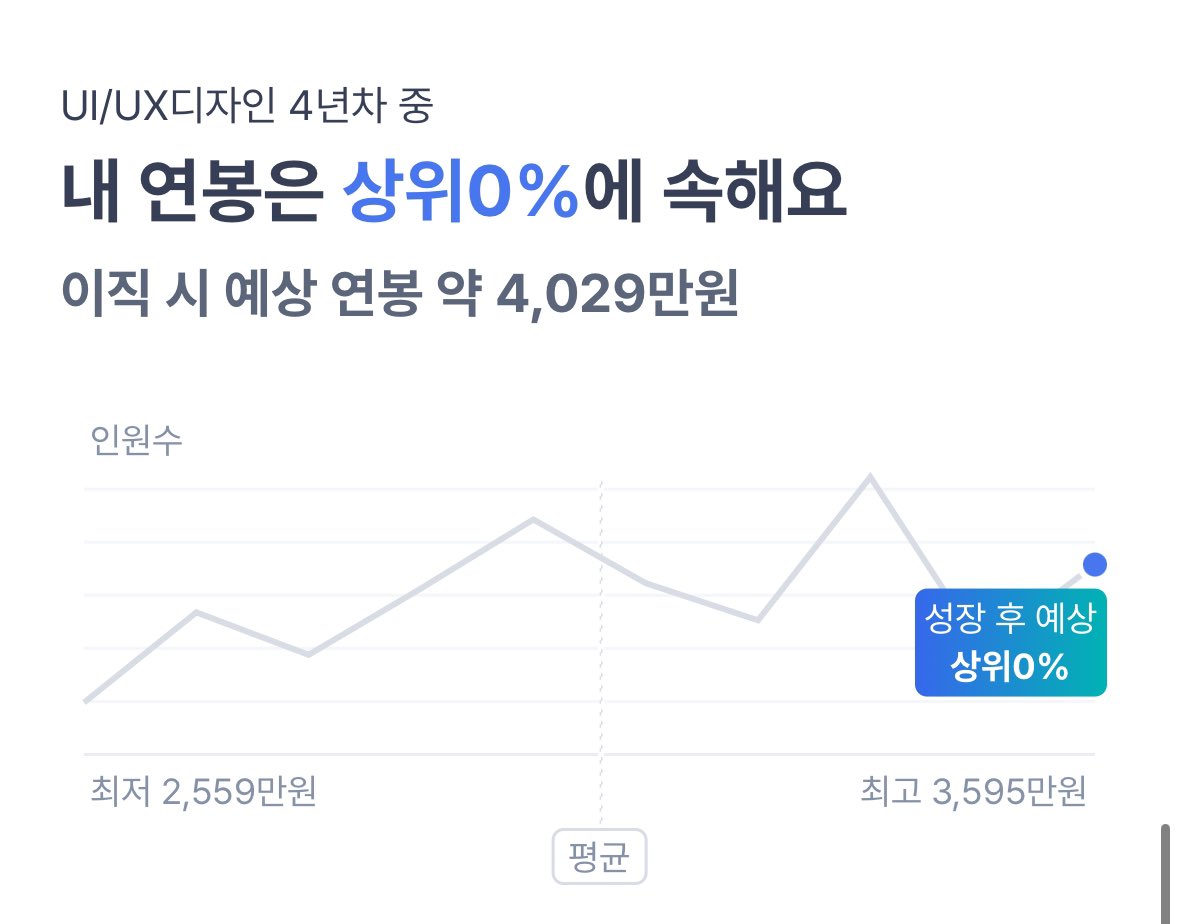 UI/UX디자인 4년차 중
내 연봉은 상위0%에 속해요
이직 시 예상 연봉 약 4,029만원
인원수
성장 후 예상
상위0%
최저 2,559만원
최고 3,595만원
평균